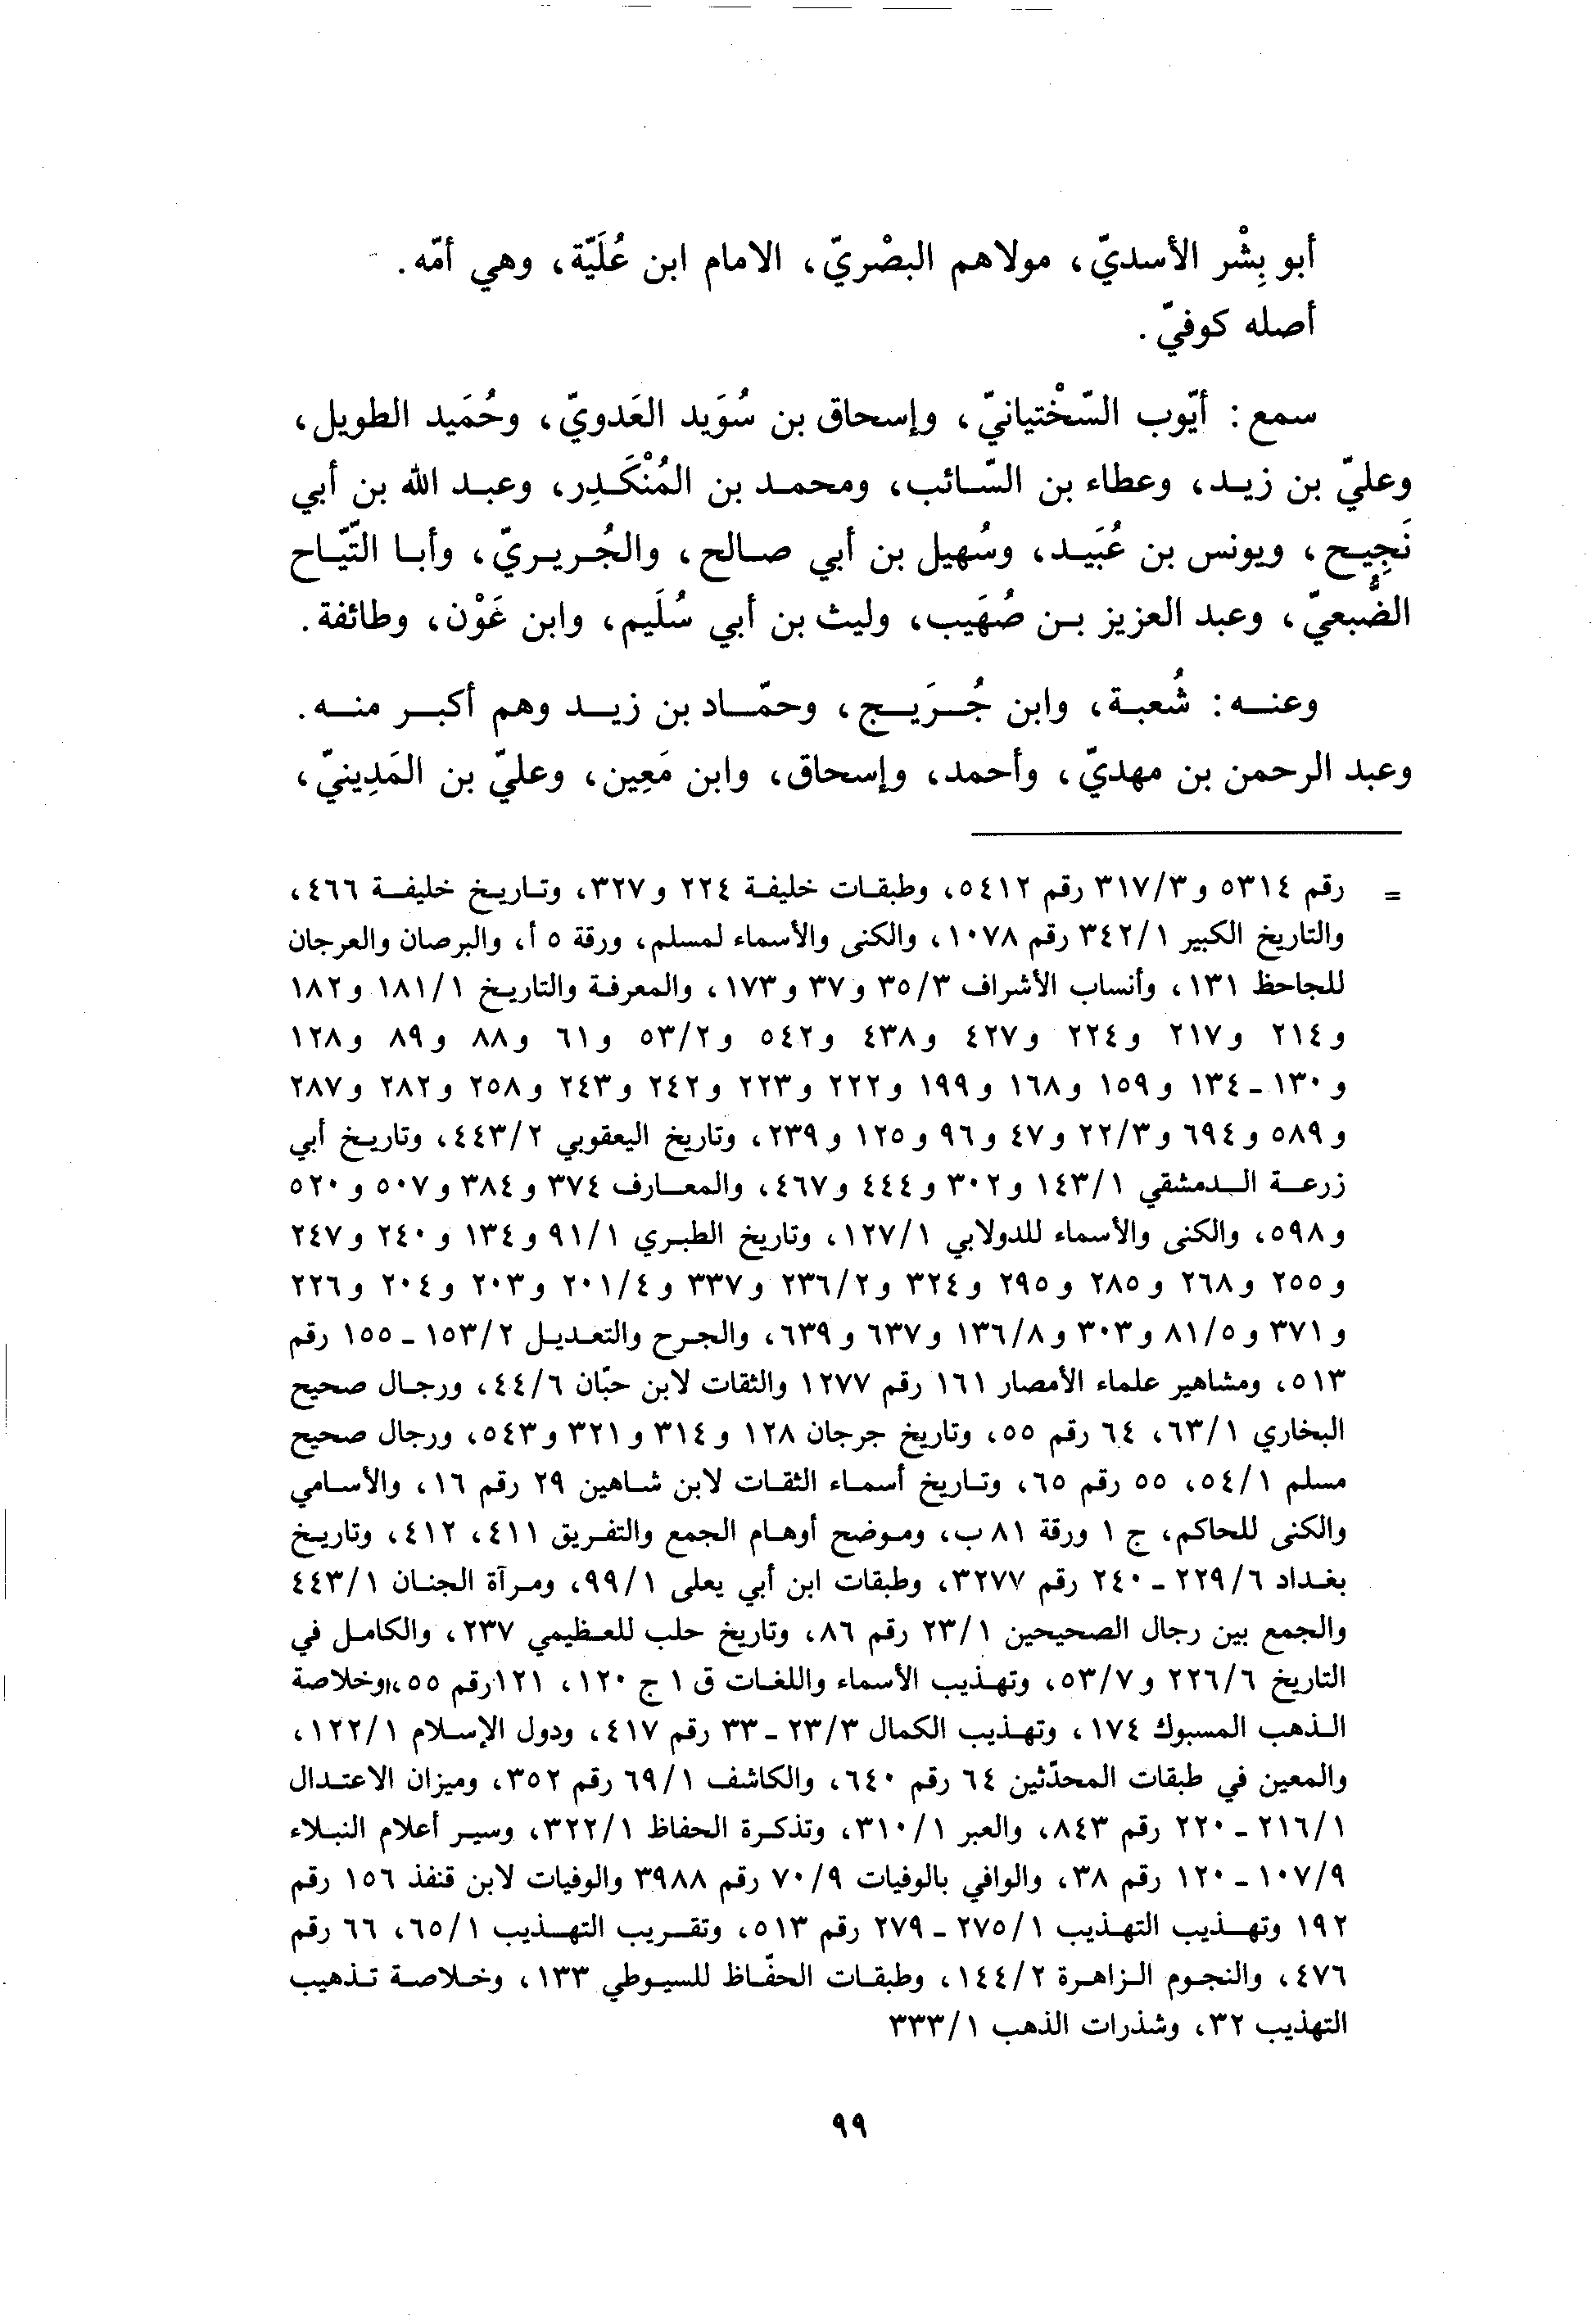 أبو بِشْر الأسديّ، مولاهم البصْريّ، الامام ابن عُلَيّة، وهي أمّه.
أصله كوفيّ.
سمع: أيّوب السّخْتيانيّ، وإسحاق بن سُوَيد العَدويّ، وحُمَيد الطويل،
وعليّ بن زيد، وعطاء بن السّائب، ومحمد بن المُنْكَدِر، وعبد الله بن أبي
نَجِيح، ويونس بن عُبَيد، وسُهيل بن أبي صالح، والجُريريّ، وأبا التّيّاح
الضُّبعيّ، وعبد العزيز بن صُهَيب، وليث بن أبي سُلَيم، وابن عَوْن، وطائفة.
وعنه: شُعبة، وابن جُرَيج، وحمّاد بن زيد وهم أكبر منه.
وعبد الرحمن بن مهديّ، وأحمد، وإسحاق، وابن مَعِين، وعليّ بن المَدِينيّ،
= رقم ٥٣١٤ و٣١٧/٣ رقم ٥٤١٢، وطبقات خليفة ٢٢٤ و٣٢٧، وتاريخ خليفة ٤٦٦،
والتاريخ الكبير ٣٤٢/١ رقم ١٠٧٨، والكنى والأسماء لمسلم، ورقة ٥ أ، والبرصان والعرجان
للجاحظ ١٣١، وأنساب الأشراف ٣٥/٣ و٣٧ و١٧٣، والمعرفة والتاريخ ١٨١/١ و١٨٢
و٢١٤ و٢١٧ و٢٢٤ و٤٢٧ و٤٣٨ و٥٤٢ و٥٣/٢ و٦١ و٨٨ و٨٩ و١٢٨
و١٣٠ - ١٣٤ و١٥٩ و١٦٨ و١٩٩ و٢٢٢ و٢٢٣ و٢٤٢ و٢٤٣ و٢٥٨ و٢٨٢ و٢٨٧
و٥٨٩ و٦٩٤ و٢٢/٣ و٤٧ و٩٦ و١٢٥ و٢٣٩، وتاريخ اليعقوبي ٤٤٣/٢، وتاريخ أبي
زرعة الدمشقي ١٤٣/١ و٣٠٢ و٤٤٤ و٤٦٧، والمعارف ٣٧٤ و٣٨٤ و٥٠٧ و٥٢٠
و٥٩٨، والكنى والأسماء للدولابي ١٢٧/١، وتاريخ الطبري ٩١/١ و١٣٤ و٢٤٠ و٢٤٧
و٢٥٥ و٢٦٨ و٢٨٥ و٢٩٥ و٣٢٤ و٢٣٦/٢ و٣٣٧ و٢٠١/٤ و٢٠٣ و٢٠٤ و٢٢٦
و٣٧١ و٨١/٥ و٣٠٣ و١٣٦/٨ و٦٣٧ و٦٣٩، والجرح والتعديل ١٥٣/٢ - ١٥٥ رقم
٥١٣، ومشاهير علماء الأمصار ١٦١ رقم ١٢٧٧ والثقات لابن حبّان ٤٤/٦، ورجال صحيح
البخاري ٦٣/١، ٦٤ رقم ٥٥، وتاريخ جرجان ١٢٨ و٣١٤ و٣٢١ و٥٤٣، ورجال صحيح
مسلم ٥٤/١، ٥٥ رقم ٦٥، وتاريخ أسماء الثقات لابن شاهين ٢٩ رقم ١٦، والأسامي
والكنى للحاكم، ج ١ ورقة ٨١ ب، وموضح أوهام الجمع والتفريق ٤١١، ٤١٢، وتاريخ
بغداد ٢٢٩/٦ - ٢٤٠ رقم ٣٢٧٧، وطبقات ابن أبي يعلى ٩٩/١، ومرآة الجنان ٤٤٣/١
والجمع بين رجال الصحيحين ٢٣/١ رقم ٨٦، وتاريخ حلب للعظيمي ٢٣٧، والكامل في
التاريخ ٢٢٦/٦ و٥٣/٧، وتهذيب الأسماء واللغات ق ١ ج ١٢٠، ١٢١ رقم ٥٥، وخلاصة
الذهب المسبوك ١٧٤، وتهذيب الكمال ٢٣/٣ - ٣٣ رقم ٤١٧، ودول الإسلام ١٢٢/١،
والمعين في طبقات المحدّثين ٦٤ رقم ٦٤٠، والكاشف ٦٩/١ رقم ٣٥٢، وميزان الاعتدال
٢١٦/١ - ٢٢٠ رقم ٨٤٣، والعبر ٣١٠/١، وتذكرة الحفاظ ٣٢٢/١، وسير أعلام النبلاء
١٠٧/٩ - ١٢٠ رقم ٣٨، والوافي بالوفيات ٧٠/٩ رقم ٣٩٨٨ والوفيات لابن قنفذ ١٥٦ رقم
١٩٢ وتهذيب التهذيب ٢٧٥/١ - ٢٧٩ رقم ٥١٣، وتقريب التهذيب ٦٥/١، ٦٦ رقم
٤٧٦، والنجوم الزاهرة ١٤٤/٢، وطبقات الحفّاظ للسيوطي ١٣٣، وخلاصة تذهيب
التهذيب ٣٢، وشذرات الذهب ٣٣٣/١
٩٩